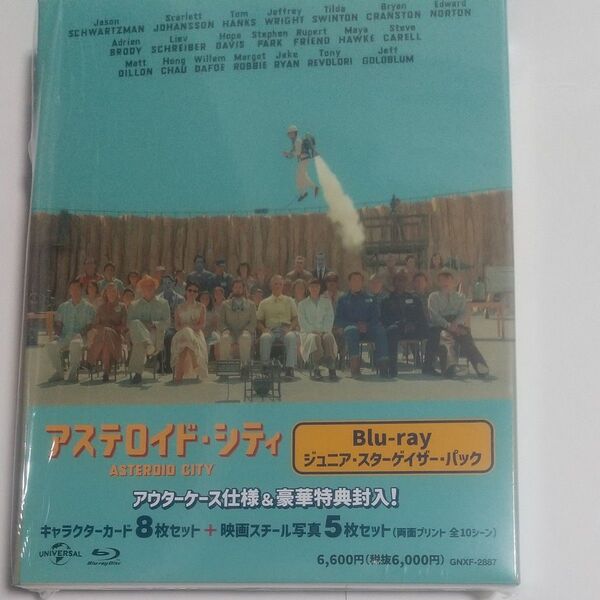 Jason SCHWARTZMAN Scarlett JOHANSSON Tom HANKS Jeffrey WRIGHT Tilda SWINTON Bryan CRANSTON Edward NORTON
Adrien BRODY Liev SCHREIBER Hope DAVIS Stephen PARK Rupert FRIEND Maya HAWKE Steve CARELL
Matt DILLON Hong CHAU Willem DAFOE Margot ROBBIE Jake RYAN Tony REVOLORI Jeff GOLDBLUM
アステロイド・シティ
ASTEROID CITY
Blu-ray
ジュニア・スターゲイザー・パック
アウターケース仕様&豪華特典封入!
キャラクターカード8枚セット+映画スチール写真5枚セット(両面プリント 全10シーン)
UNIVERSAL
Blu-ray Disc
6,600円(税抜6,000円) GNXF-2887